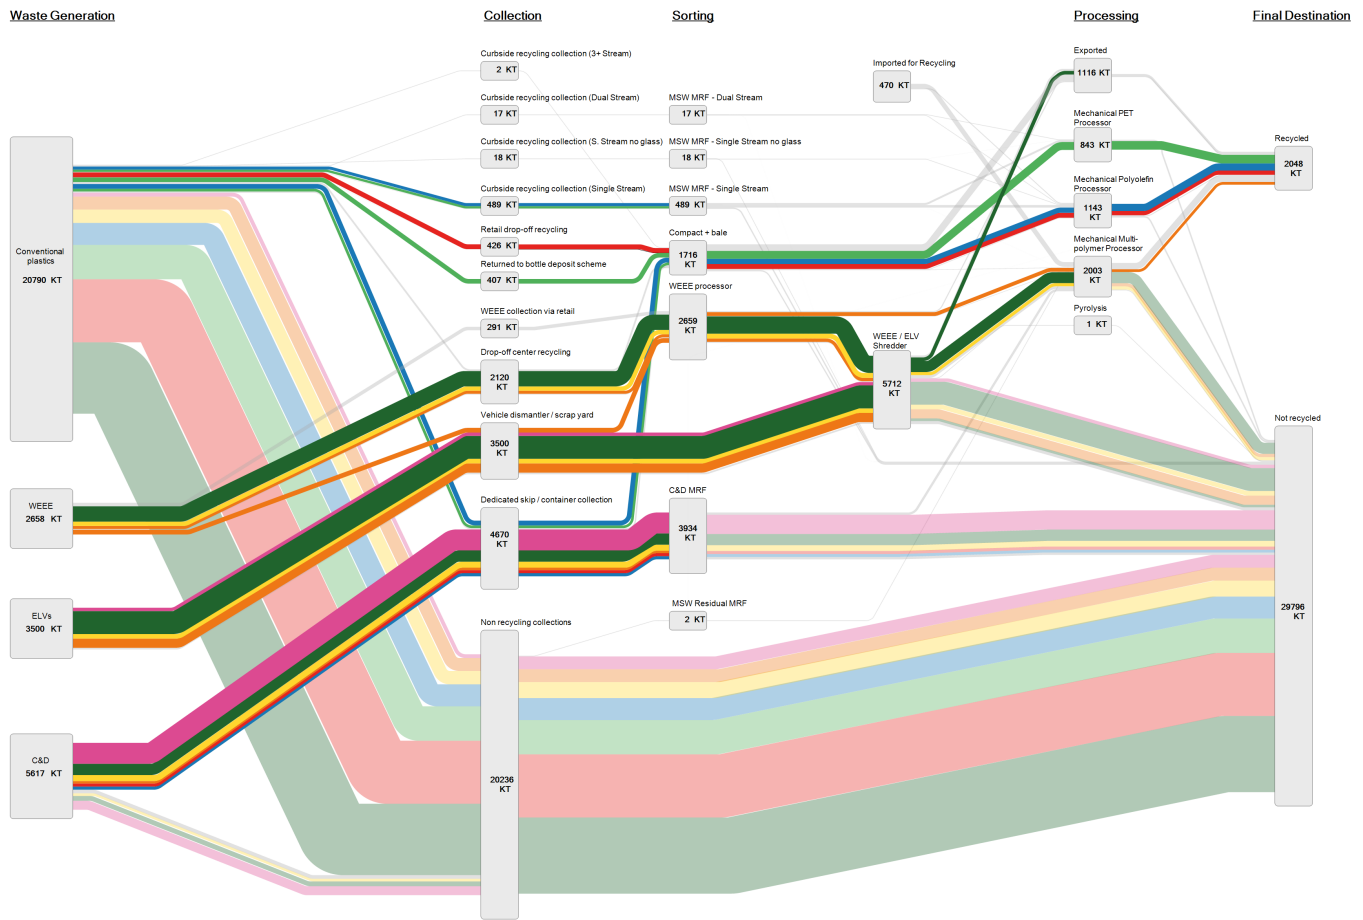 Waste Generation
Collection
Sorting
Processing
Final Destination
Conventional
plastics
20790 KT
WEEE
2658 KT
ELVs
3500 KT
C&D
5617 KT
Curbside recycling collection (3+ Stream)
2 KT
Curbside recycling collection (Dual Stream)
17 KT
Curbside recycling collection (S. Stream no glass)
18 KT
Curbside recycling collection (Single Stream)
489 KT
Retail drop-off recycling
426 KT
Returned to bottle deposit scheme
407 KT
WEEE collection via retail
291 KT
Drop-off center recycling
2120
KT
Vehicle dismantler / scrap yard
3500
KT
Dedicated skip / container collection
4670
KT
Non recycling collections
20236
KT
MSW MRF - Dual Stream
17 KT
MSW MRF - Single Stream no glass
18 KT
MSW MRF - Single Stream
489 KT
Compact + bale
1716
KT
WEEE processor
2659
KT
C&D MRF
3934
KT
MSW Residual MRF
2 KT
Imported for Recycling
470 KT
WEEE / ELV
Shredder
5712
KT
Exported
1116 KT
Mechanical PET
Processor
843 KT
Mechanical Polyolefin
Processor
1143
KT
Mechanical Multi-
polymer Processor
2003
KT
Pyrolysis
1 KT
Recycled
2048
KT
Not recycled
29796
KT